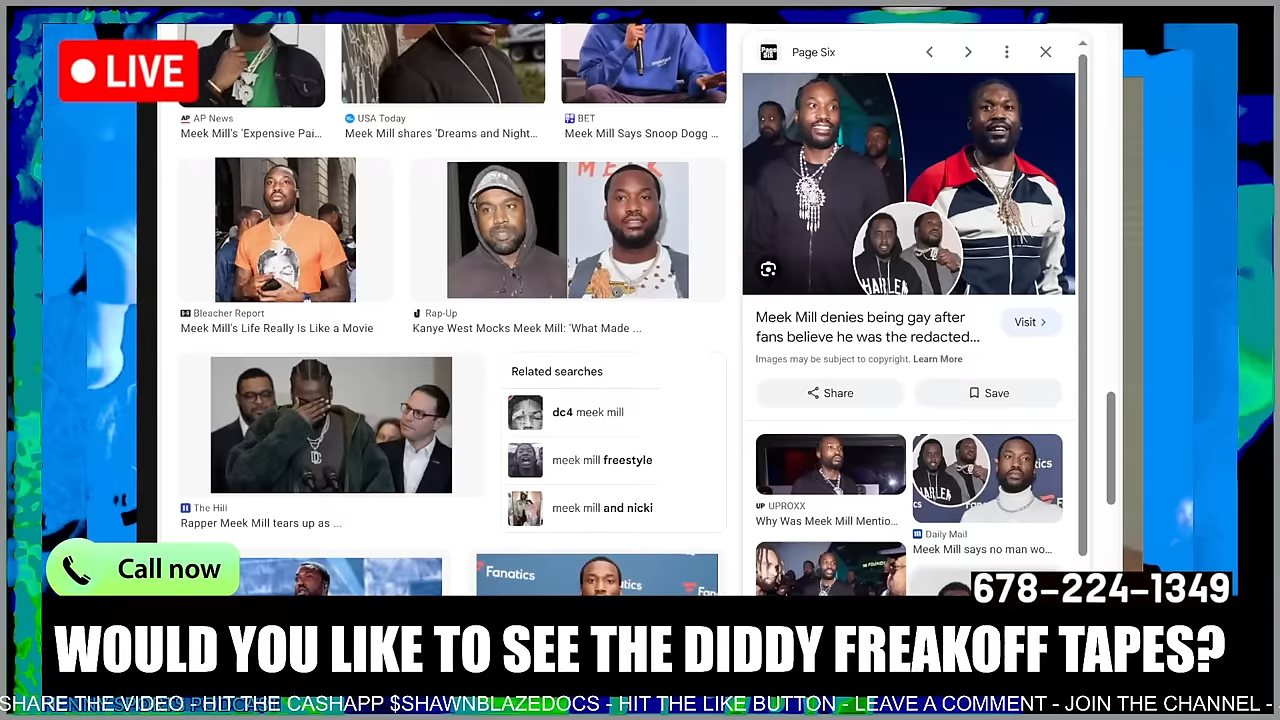 LIVE
AP News
Meek Mill's 'Expensive Pai...
USA Today
Meek Mill shares 'Dreams and Night...
BET
Meek Mill Says Snoop Dogg ...
Bleacher Report
Meek Mill's Life Really Is Like a Movie
Rap-Up
Kanye West Mocks Meek Mill: 'What Made ...
The Hill
Rapper Meek Mill tears up as ...
Related searches
dc4 meek mill
meek mill freestyle
meek mill and nicki
Fanatics
PAGE SIX
Page Six
HARLEM
Meek Mill denies being gay after
fans believe he was the redacted...
Visit
Images may be subject to copyright. Learn More
Share
Save
UP UPROXX
Why Was Meek Mill Mentio...
HARLEM
Daily Mail
Meek Mill says no man wo...
Call now
678-224-1349
WOULD YOU LIKE TO SEE THE DIDDY FREAKOFF TAPES?
SHARE THE VIDEO - HIT THE CASHAPP $SHAWNBLAZEDOCS - HIT THE LIKE BUTTON - LEAVE A COMMENT - JOIN THE CHANNEL -